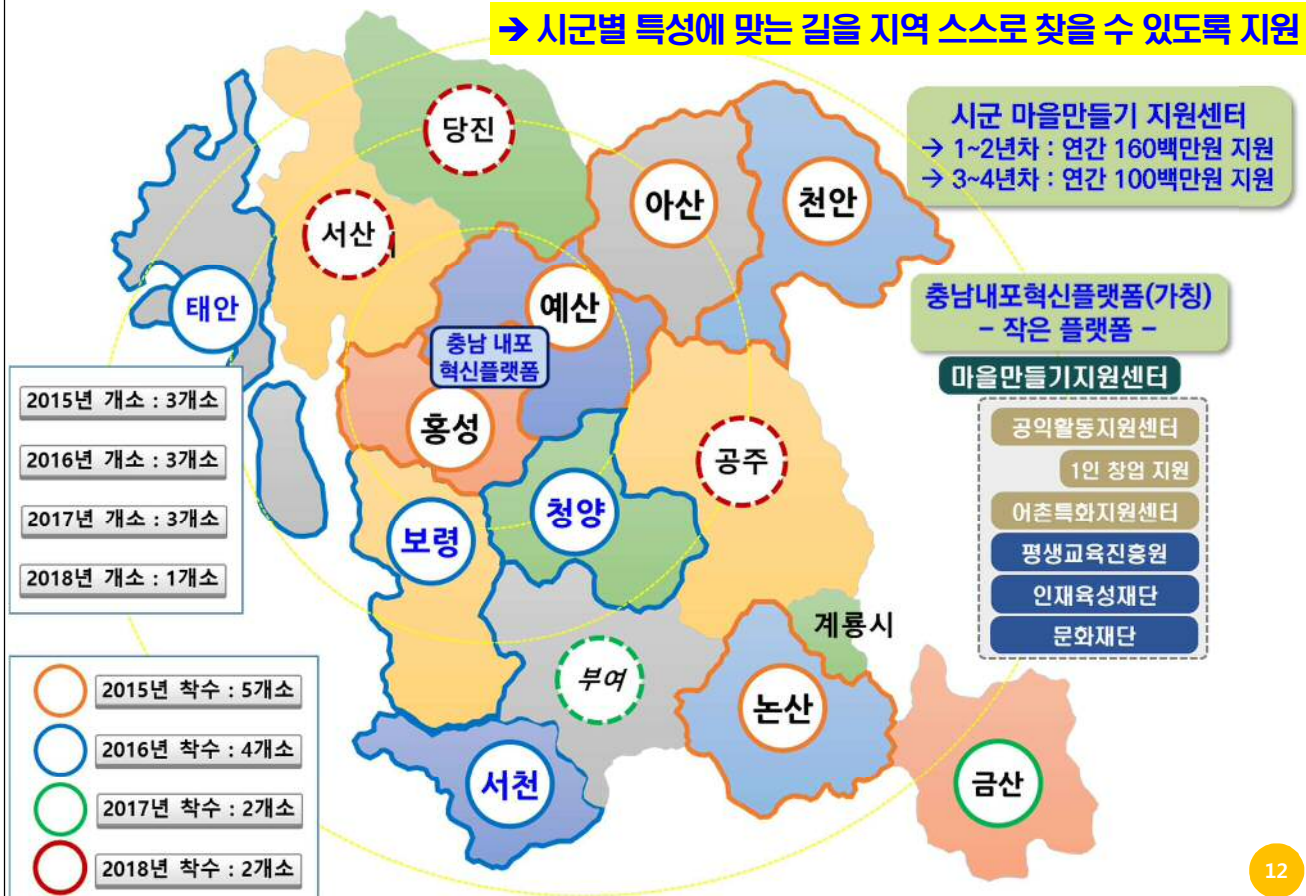 → 시군별 특성에 맞는 길을 지역 스스로 찾을 수 있도록 지원
시군 마을만들기 지원센터
→ 1~2년차 : 연간 160백만원 지원
→ 3~4년차 : 연간 100백만원 지원
당진
아산
천안
서산
태안
예산
충남 내포
혁신플랫폼
홍성
공주
청양
보령
계룡시
부여
논산
서천
금산
충남내포혁신플랫폼(가칭)
- 작은 플랫폼 -
마을만들기지원센터
공익활동지원센터
1인 창업 지원
어촌특화지원센터
평생교육진흥원
인재육성재단
문화재단
2015년 개소 : 3개소
2016년 개소 : 3개소
2017년 개소 : 3개소
2018년 개소 : 1개소
2015년 착수 : 5개소
2016년 착수 : 4개소
2017년 착수 : 2개소
2018년 착수 : 2개소
12